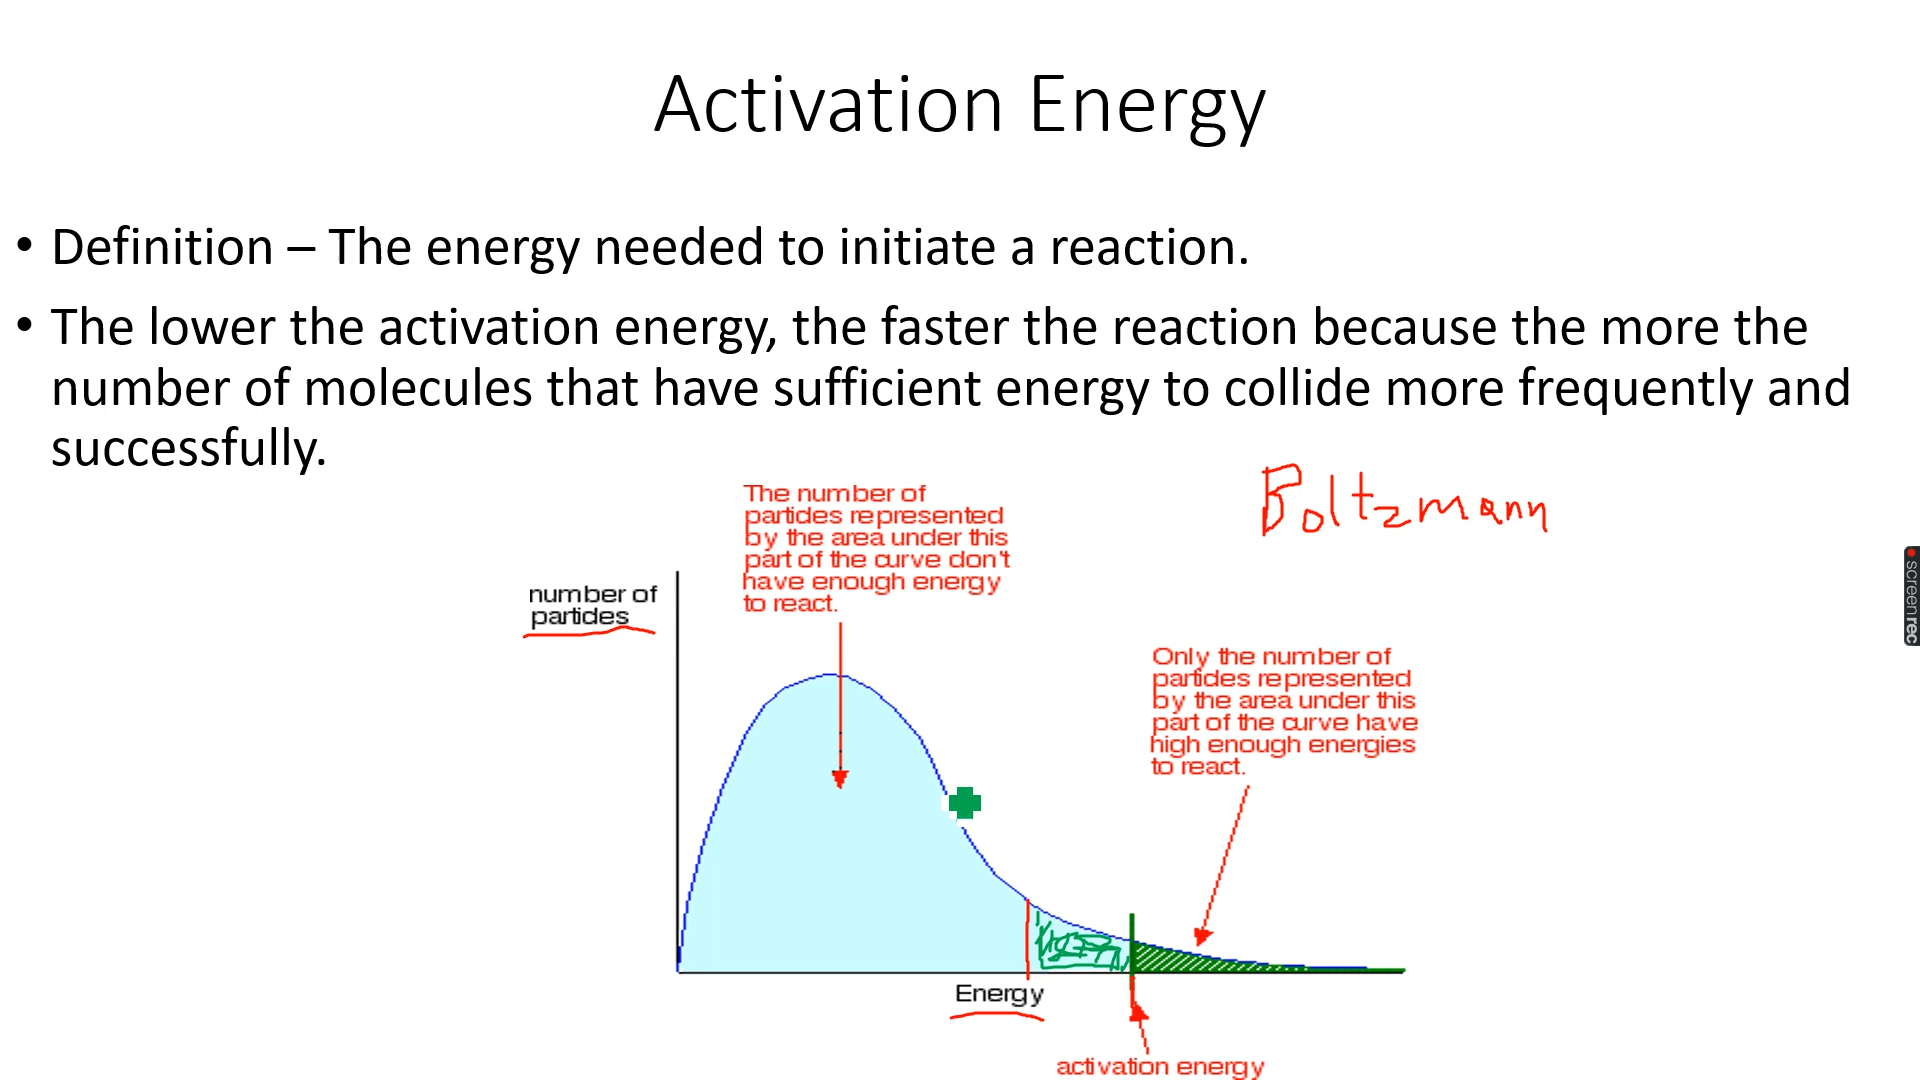 Activation Energy
• Definition – The energy needed to initiate a reaction.
• The lower the activation energy, the faster the reaction because the more the
number of molecules that have sufficient energy to collide more frequently and
successfully.
Boltzmann
The number of
particles represented
by the area under this
part of the curve don't
have enough energy
to react.
number of
particles
Only the number of
particles represented
by the area under this
part of the curve have
high enough energies
to react.
Energy
activation energy
screenrec